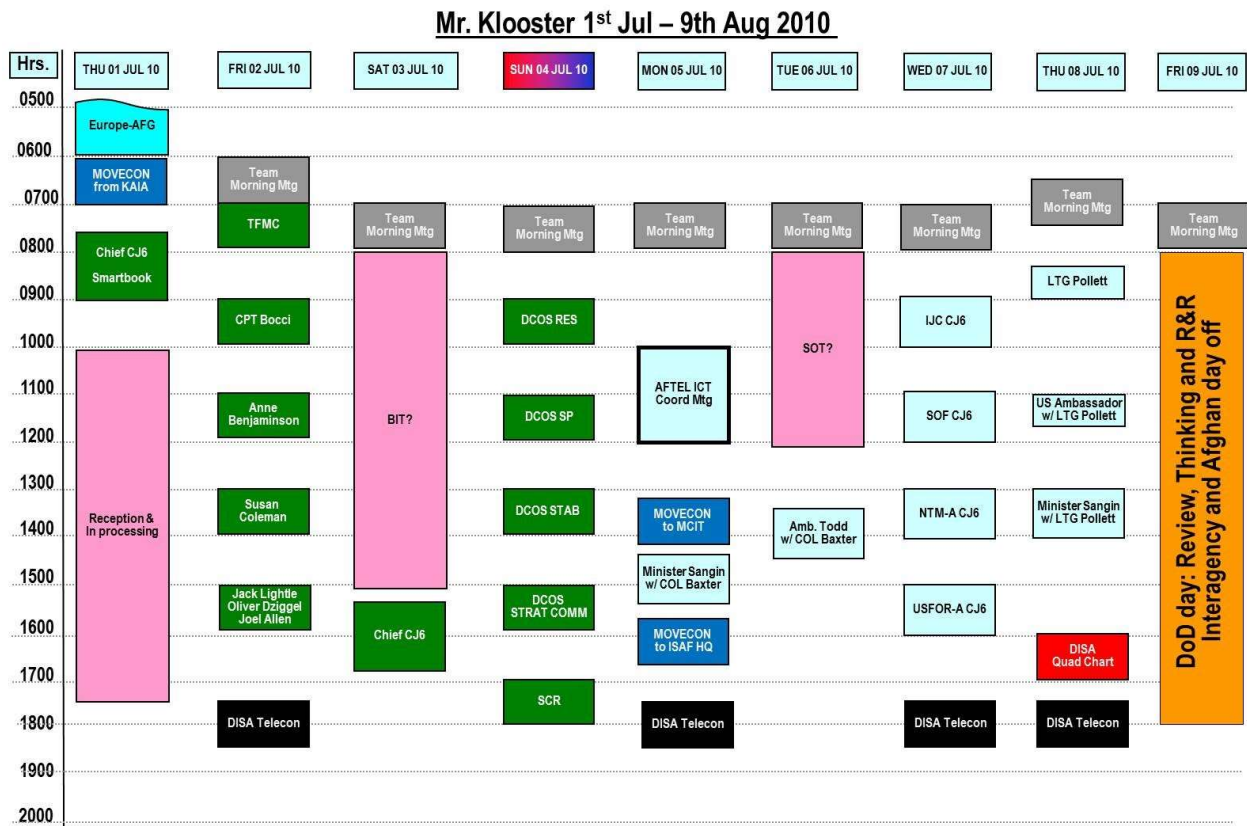 Mr. Klooster 1st Jul – 9th Aug 2010
Hrs.
THU 01 JUL 10
FRI 02 JUL 10
SAT 03 JUL 10
SUN 04 JUL 10
MON 05 JUL 10
TUE 06 JUL 10
WED 07 JUL 10
THU 08 JUL 10
FRI 09 JUL 10
0500
0600
0700
0800
0900
1000
1100
1200
1300
1400
1500
1600
1700
1800
1900
2000
Europe-AFG
MOVECON
from KAIA
Chief CJ6
Smartbook
Reception &
In processing
Team
Morning Mtg
TFMC
CPT Bocci
Anne
Benjaminson
Susan
Coleman
Jack Lightle
Oliver Dziggel
Joel Allen
DISA Telecon
Team
Morning Mtg
BIT?
Chief CJ6
Team
Morning Mtg
DCOS RES
DCOS SP
DCOS STAB
DCOS
STRAT COMM
SCR
Team
Morning Mtg
AFTEL ICT
Coord Mtg
MOVECON
to MCIT
Minister Sangin
w/ COL Baxter
MOVECON
to ISAF HQ
DISA Telecon
Team
Morning Mtg
SOT?
Amb. Todd
w/ COL Baxter
Team
Morning Mtg
IJC CJ6
SOF CJ6
NTM-A CJ6
USFOR-A CJ6
DISA Telecon
Team
Morning Mtg
LTG Pollett
US Ambassador
w/ LTG Pollett
Minister Sangin
w/ LTG Pollett
DISA
Quad Chart
DISA Telecon
Team
Morning Mtg
DoD day: Review, Thinking and R&R
Interagency and Afghan day off